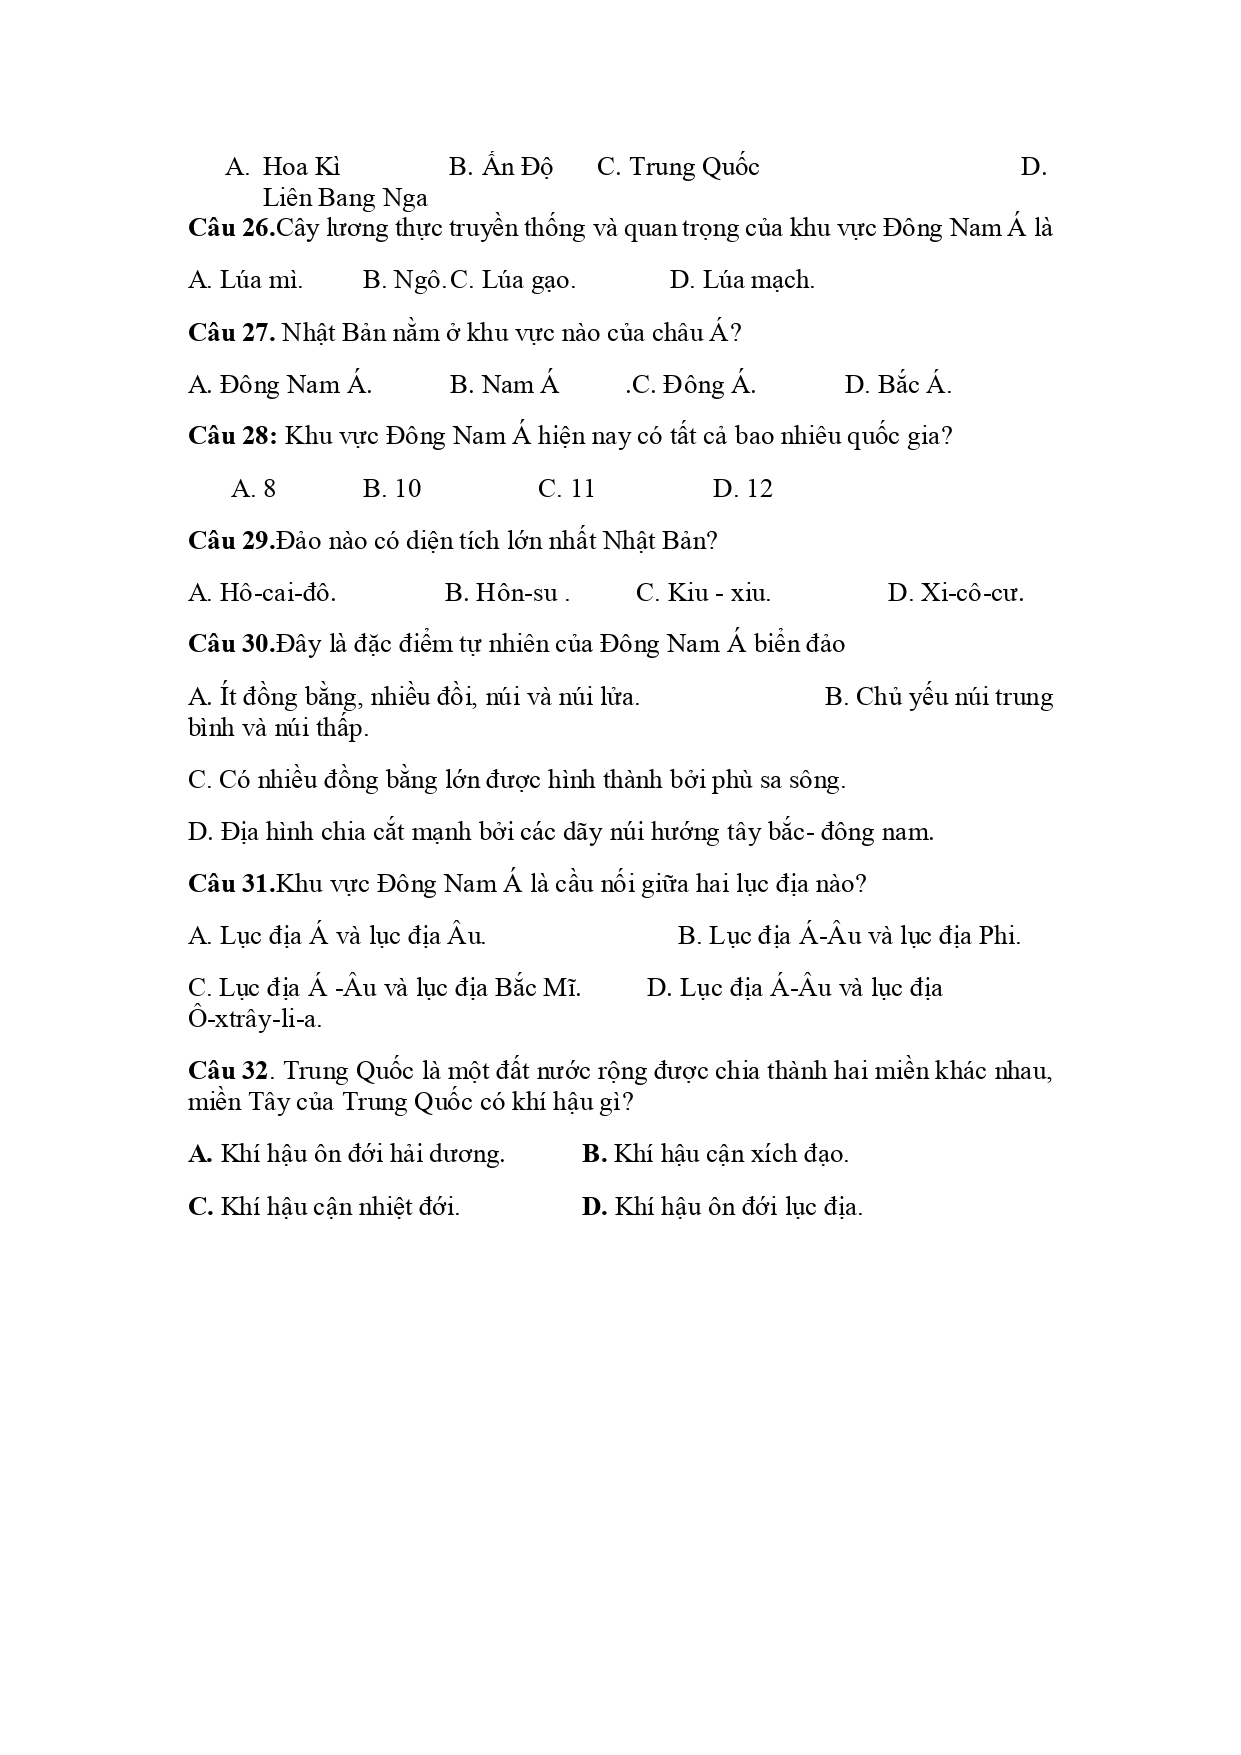 A. Hoa Kì B. Ấn Độ C. Trung Quốc D.
Liên Bang Nga
Câu 26.Cây lương thực truyền thống và quan trọng của khu vực Đông Nam Á là
A. Lúa mì. B. Ngô. C. Lúa gạo. D. Lúa mạch.
Câu 27. Nhật Bản nằm ở khu vực nào của châu Á?
A. Đông Nam Á. B. Nam Á .C. Đông Á. D. Bắc Á.
Câu 28: Khu vực Đông Nam Á hiện nay có tất cả bao nhiêu quốc gia?
A. 8 B. 10 C. 11 D. 12
Câu 29.Đảo nào có diện tích lớn nhất Nhật Bản?
A. Hô-cai-đô. B. Hôn-su . C. Kiu - xiu. D. Xi-cô-cư.
Câu 30.Đây là đặc điểm tự nhiên của Đông Nam Á biển đảo
A. Ít đồng bằng, nhiều đồi, núi và núi lửa. B. Chủ yếu núi trung
bình và núi thấp.
C. Có nhiều đồng bằng lớn được hình thành bởi phù sa sông.
D. Địa hình chia cắt mạnh bởi các dãy núi hướng tây bắc- đông nam.
Câu 31.Khu vực Đông Nam Á là cầu nối giữa hai lục địa nào?
A. Lục địa Á và lục địa Âu. B. Lục địa Á-Âu và lục địa Phi.
C. Lục địa Á -Âu và lục địa Bắc Mĩ. D. Lục địa Á-Âu và lục địa
Ô-xtrây-li-a.
Câu 32. Trung Quốc là một đất nước rộng được chia thành hai miền khác nhau,
miền Tây của Trung Quốc có khí hậu gì?
A. Khí hậu ôn đới hải dương. B. Khí hậu cận xích đạo.
C. Khí hậu cận nhiệt đới. D. Khí hậu ôn đới lục địa.